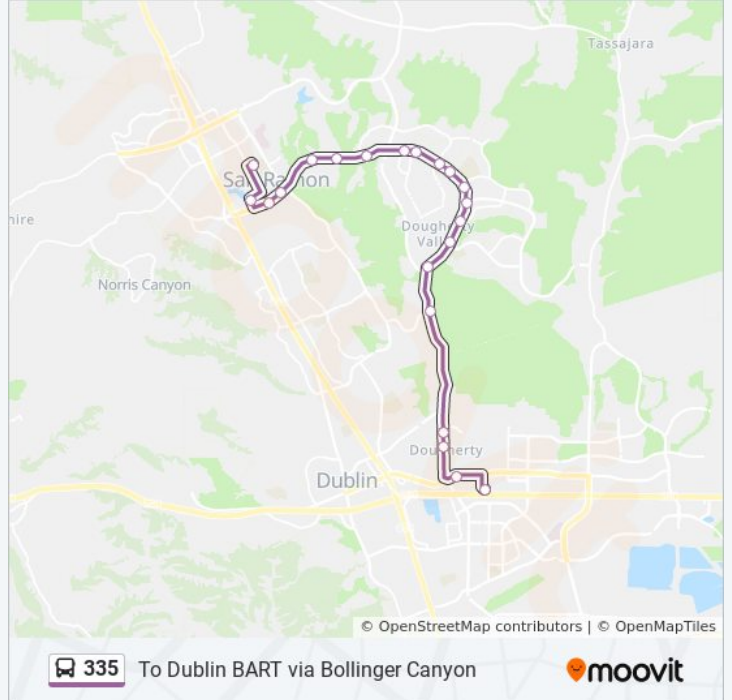 Tassajara
San Ramon
hire
Dougherty
Valley
Norris Canyon
Dougherty
Dublin
© OpenStreetMap contributors | © OpenMapTiles
335 To Dublin BART via Bollinger Canyon
moovit